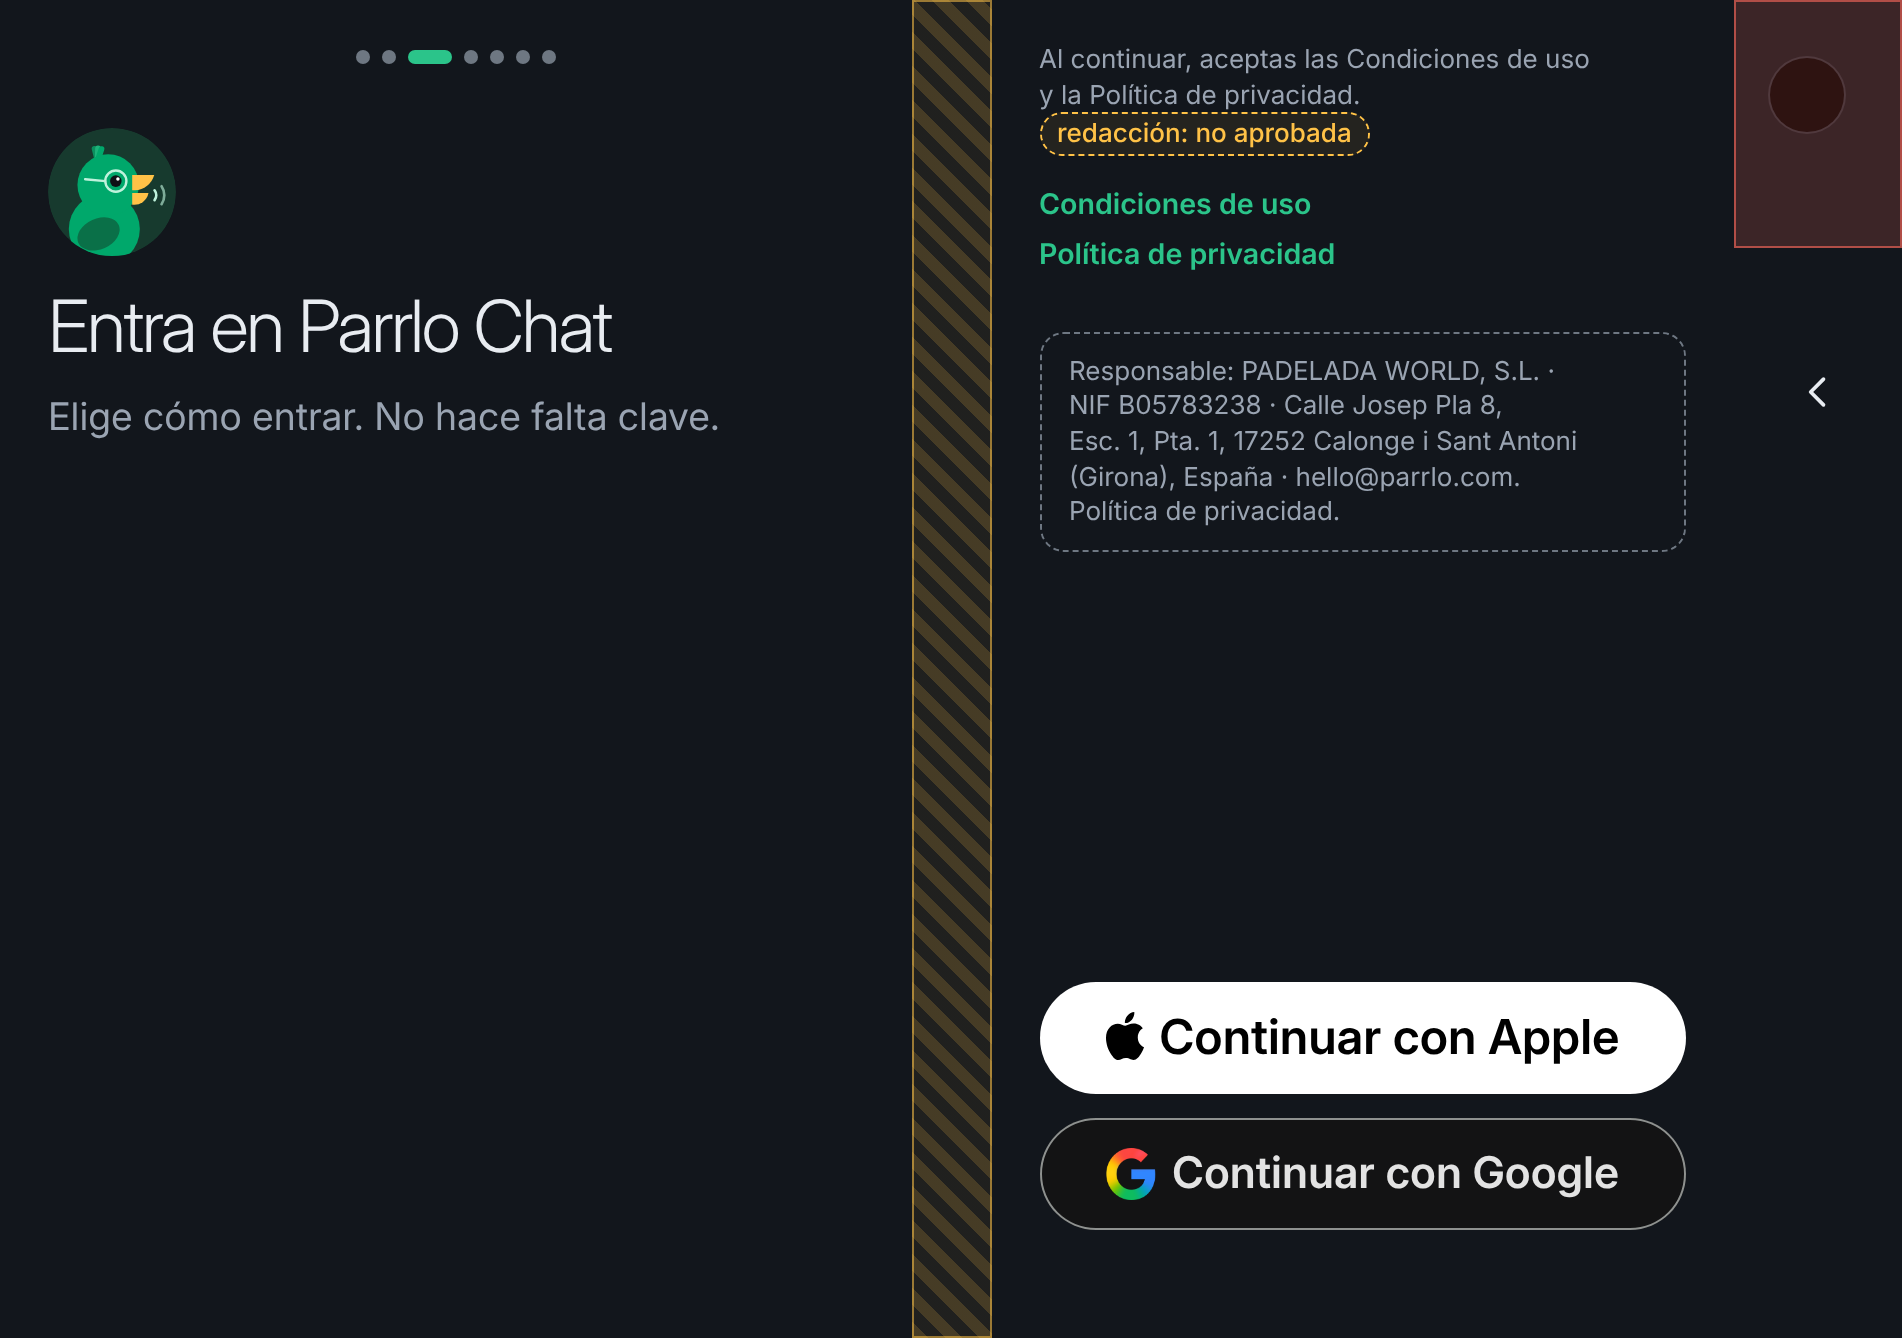 Entra en Parrlo Chat
Elige cómo entrar. No hace falta clave.
Al continuar, aceptas las Condiciones de uso
y la Política de privacidad.
redacción: no aprobada
Condiciones de uso
Política de privacidad
Responsable: PADELADA WORLD, S.L. ·
NIF B05783238 · Calle Josep Pla 8,
Esc. 1, Pta. 1, 17252 Calonge i Sant Antoni
(Girona), España · hello@parrlo.com.
Política de privacidad.
Continuar con Apple
Continuar con Google